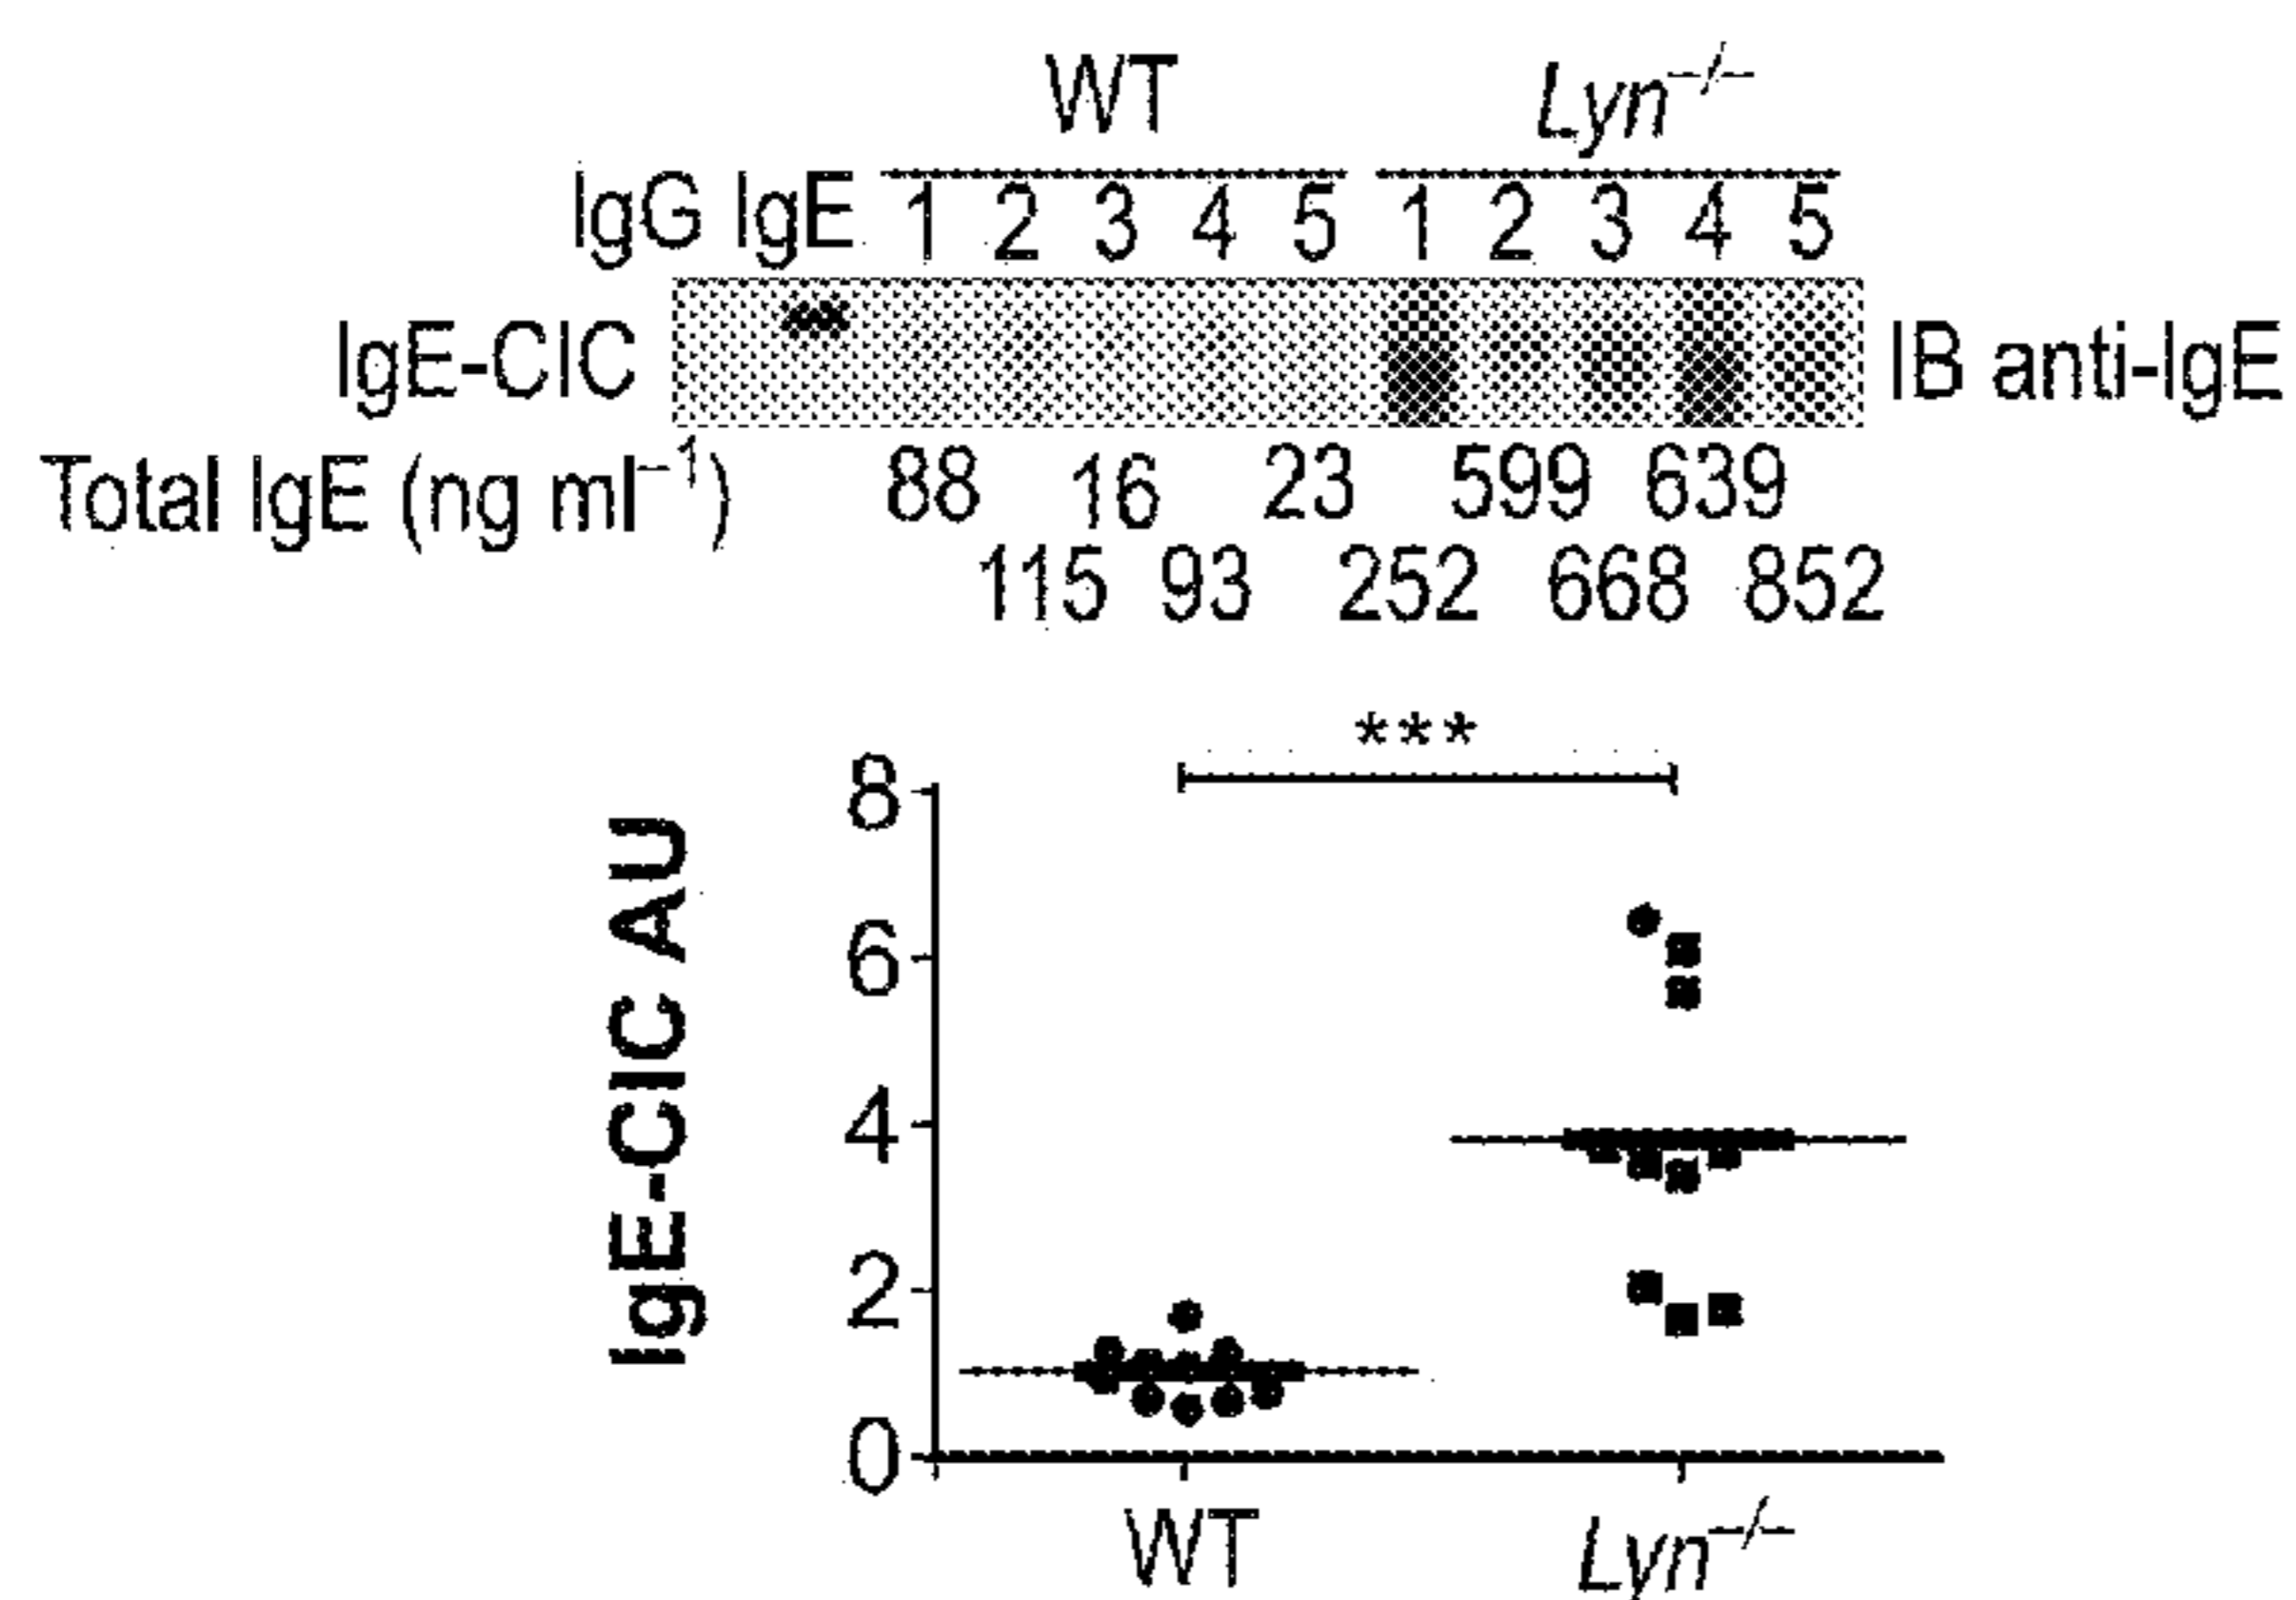 WT Lyn–/–
IgG IgE 1 2 3 4 5 1 2 3 4 5
IgE-CIC IB anti-IgE
Total IgE (ng ml–1) 88 16 23 599 639
115 93 252 668 852
***
8
6
4
2
0
IgE-CIC AU
WT Lyn–/–